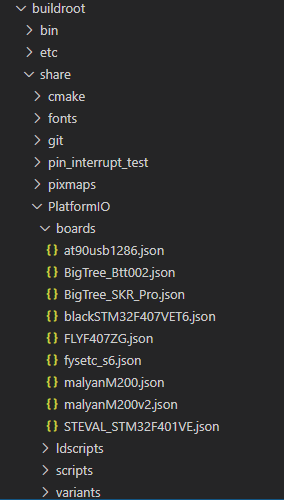 buildroot
bin
etc
share
cmake
fonts
git
pin_interrupt_test
pixmaps
PlatformIO
boards
{} at90usb1286.json
{} BigTree_Btt002.json
{} BigTree_SKR_Pro.json
{} blackSTM32F407VET6.json
{} FLYF407ZG.json
{} fysetc_s6.json
{} malyanM200.json
{} malyanM200v2.json
{} STEVAL_STM32F401VE.json
ldscripts
scripts
variants